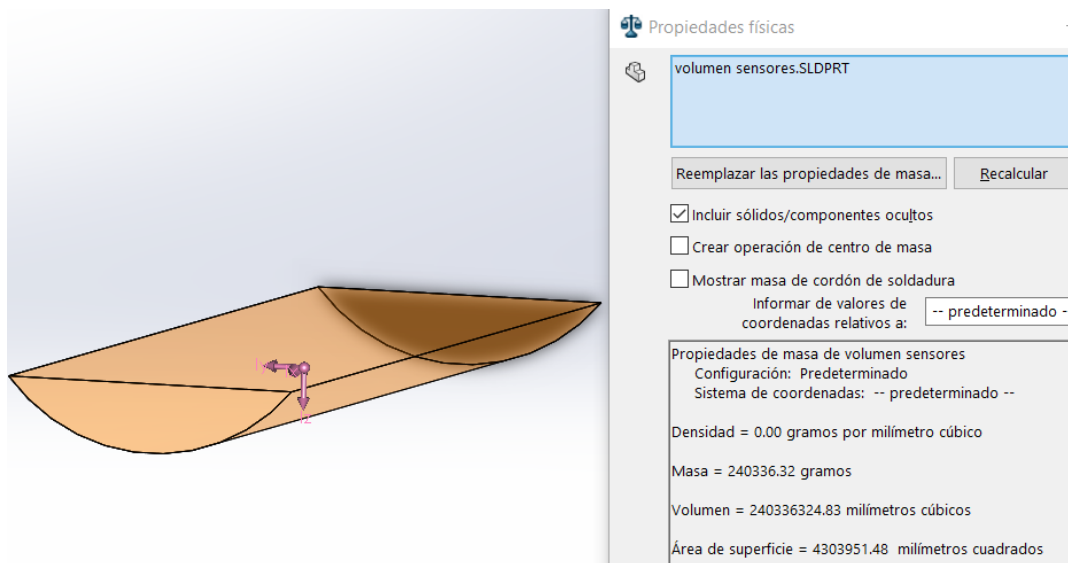 Propiedades físicas
volumen sensores.SLDPRT
Reemplazar las propiedades de masa...
Recalcular
Incluir sólidos/componentes ocultos
Crear operación de centro de masa
Mostrar masa de cordón de soldadura
Informar de valores de
coordenadas relativos a:
-- predeterminado -
Propiedades de masa de volumen sensores
Configuración: Predeterminado
Sistema de coordenadas: -- predeterminado --
Densidad = 0.00 gramos por milímetro cúbico
Masa = 240336.32 gramos
Volumen = 240336324.83 milímetros cúbicos
Área de superficie = 4303951.48 milímetros cuadrados